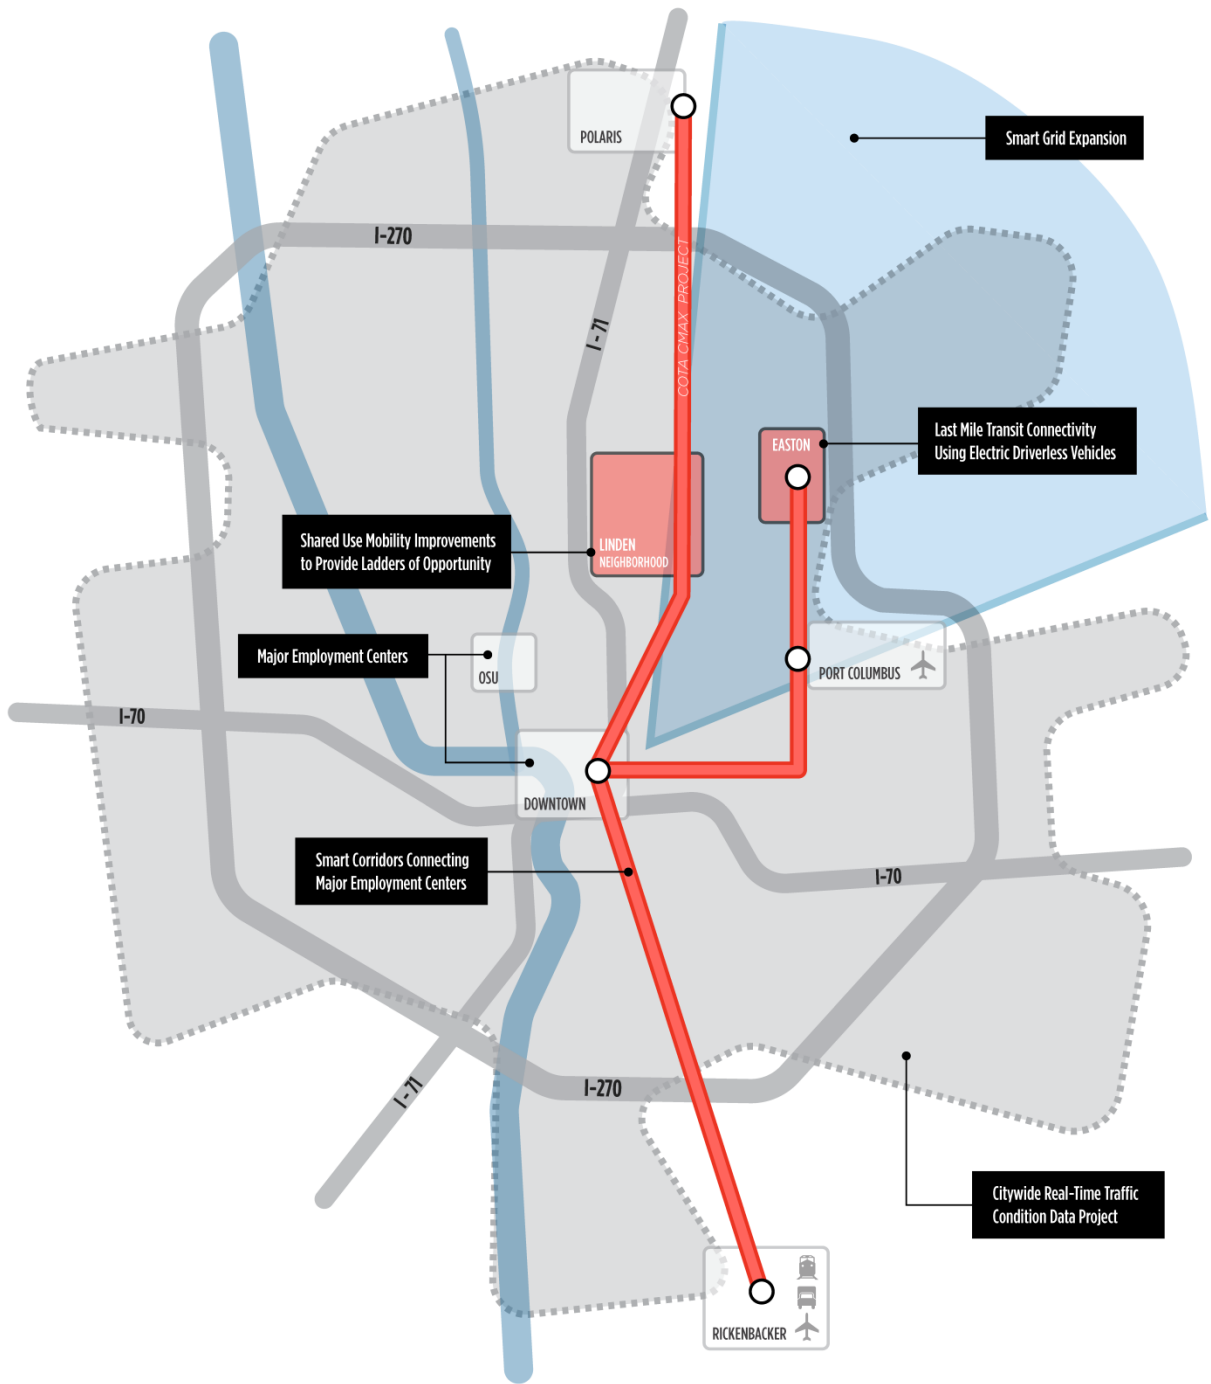 POLARIS
Smart Grid Expansion
I-270
COTA CMAX PROJECT
I-71
Last Mile Transit Connectivity
Using Electric Driverless Vehicles
EASTON
Shared Use Mobility Improvements
to Provide Ladders of Opportunity
LINDEN
NEIGHBORHOOD
Major Employment Centers
OSU
PORT COLUMBUS
I-70
DOWNTOWN
Smart Corridors Connecting
Major Employment Centers
I-70
I-71
I-270
Citywide Real-Time Traffic
Condition Data Project
RICKENBACKER